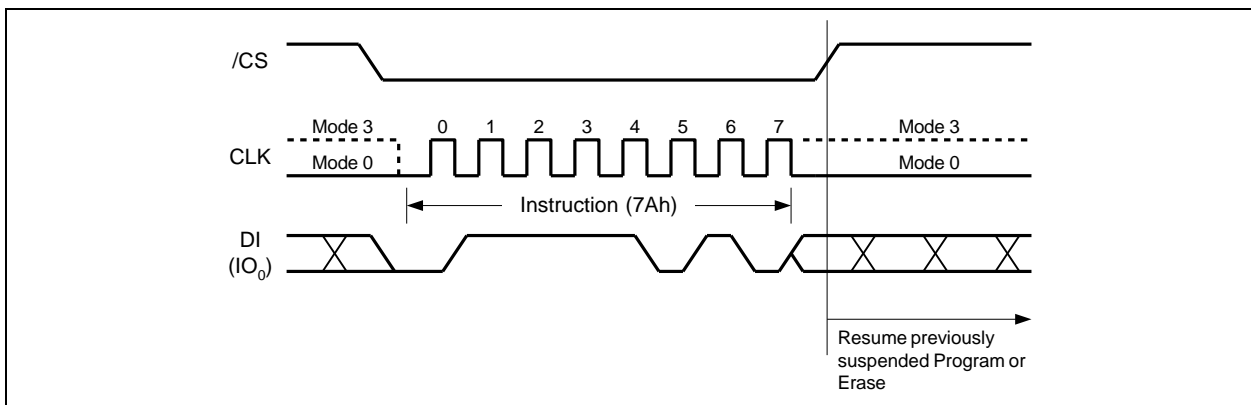 /CS
Mode 3 0 1 2 3 4 5 6 7 Mode 3
CLK Mode 0 Mode 0
Instruction (7Ah)
DI
(IO0)
Resume previously
suspended Program or
Erase